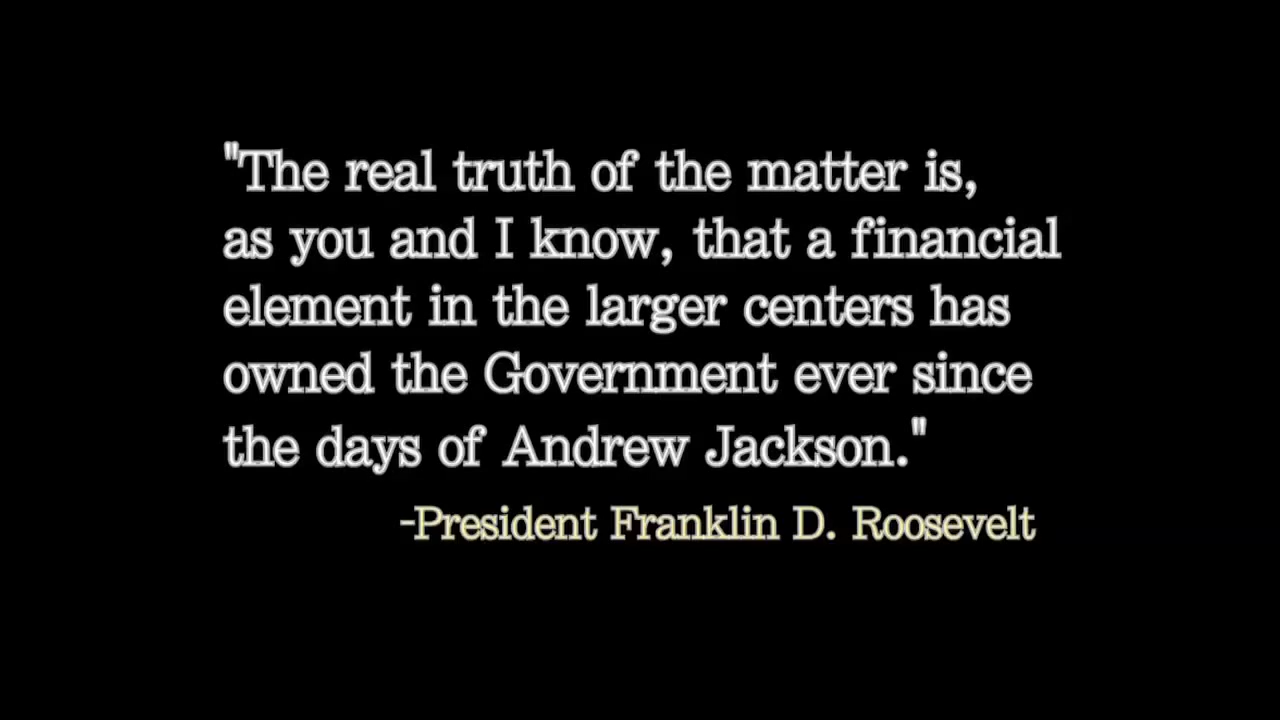 "The real truth of the matter is,
as you and I know, that a financial
element in the larger centers has
owned the Government ever since
the days of Andrew Jackson."
-President Franklin D. Roosevelt